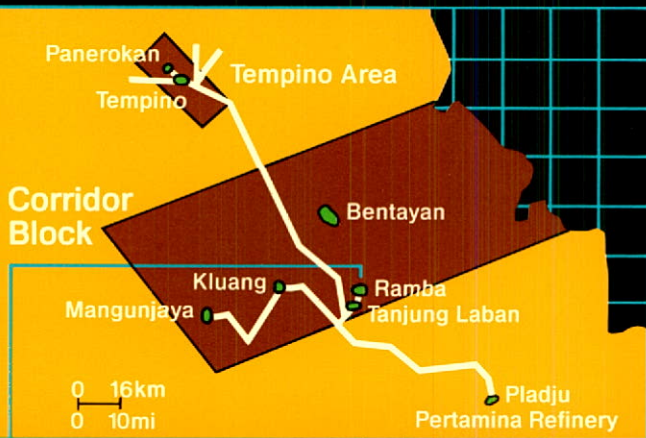 Panerokan
Tempino Area
Tempino
Corridor
Block
Bentayan
Kluang
Ramba
Mangunjaya
Tanjung Laban
0 16km
0 10mi
Pladju
Pertamina Refinery